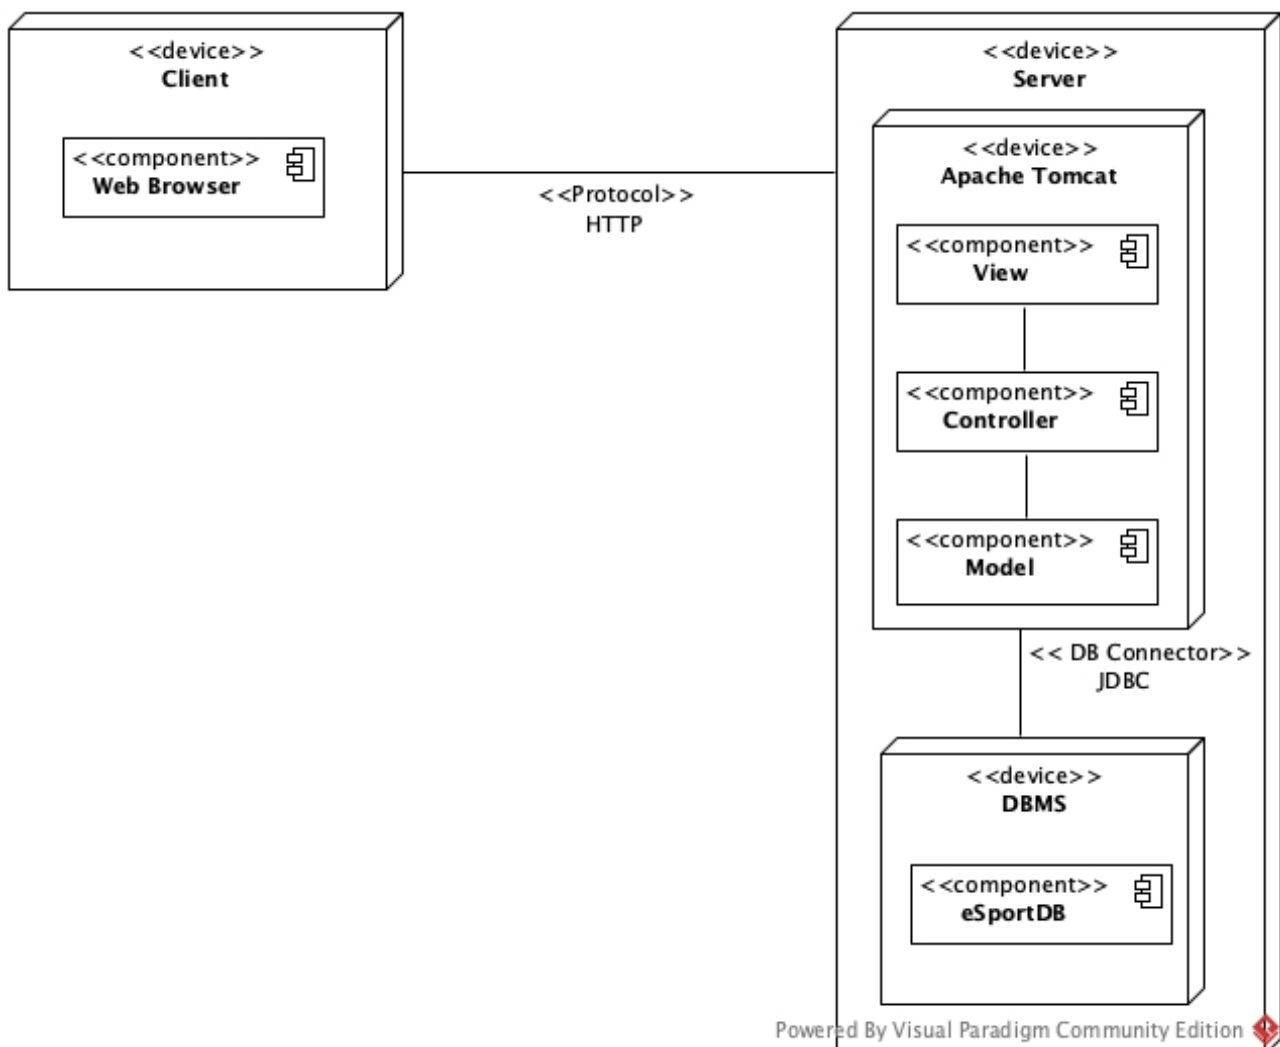 <<device>>
Client
<<component>>
Web Browser
<<Protocol>>
HTTP
<<device>>
Server
<<device>>
Apache Tomcat
<<component>>
View
<<component>>
Controller
<<component>>
Model
<< DB Connector>>
JDBC
<<device>>
DBMS
<<component>>
eSportDB
Powered By Visual Paradigm Community Edition